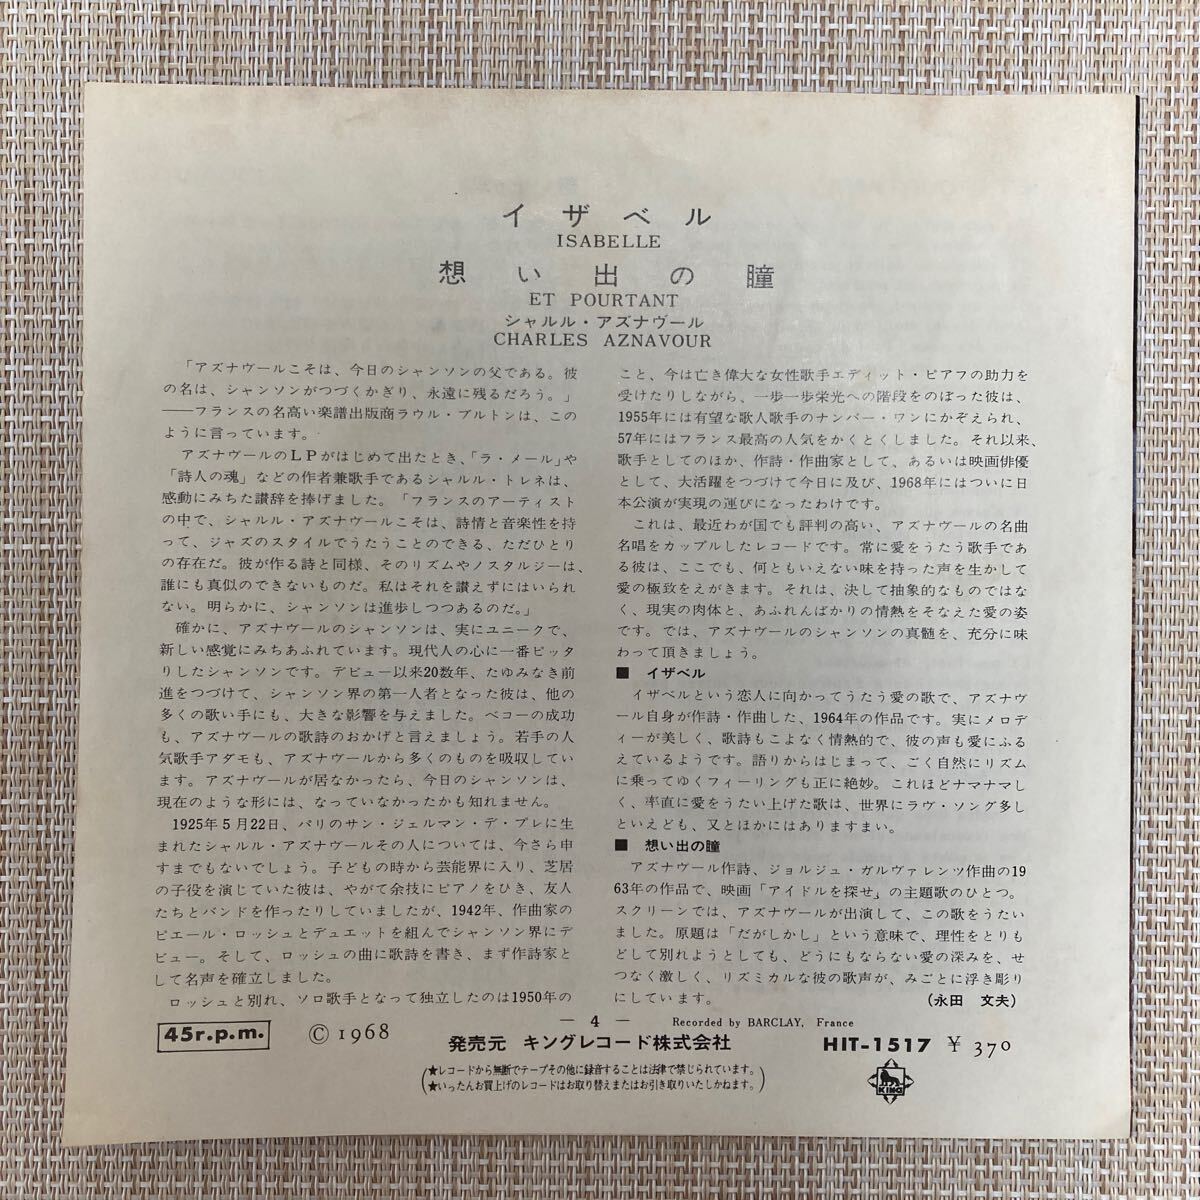 イザベル
ISABELLE
想い出の瞳
ET POURTANT
シャルル・アズナヴール
CHARLES AZNAVOUR
「アズナヴールこそは、今日のシャンソンの父である。彼
の名は、シャンソンがつづくかぎり、永遠に残るだろう。」
――フランスの名高い楽譜出版商ラウル・ブルトンは、この
ように言っています。
アズナヴールのLPがはじめて出たとき、「ラ・メール」や
「詩人の魂」などの作者兼歌手であるシャルル・トレネは、
感動にみちた讃辞を捧げました。「フランスのアーティスト
の中で、シャルル・アズナヴールこそは、詩情と音楽性を持
って、ジャズのスタイルでうたうことのできる、ただひとり
の存在だ。彼が作る詩と同様、そのリズムやノスタルジーは、
誰にも真似のできないものだ。私はそれを讃えずにはいられ
ない。明らかに、シャンソンは進歩しつつあるのだ。」
確かに、アズナヴールのシャンソンは、実にユニークで、
新しい感覚にみちあふれています。現代人の心に一番ピッタ
りしたシャンソンです。デビュー以来20数年、たゆみなき前
進をつづけて、シャンソン界の第一人者となった彼は、他の
多くの歌い手にも、大きな影響を与えました。ベコーの成功
も、アズナヴールの歌詩のおかげと言えましょう。若手の人
気歌手アダモも、アズナヴールから多くのものを吸収してい
ます。アズナヴールが居なかったら、今日のシャンソンは、
現在のような形には、なっていなかったかも知れません。
1925年5月22日、パリのサン・ジェルマン・デ・プレに生
まれたシャルル・アズナヴールその人については、今さら申
すまでもないでしょう。子どもの時から芸能界に入り、芝居
の子役を演じていた彼は、やがて余技にピアノをひき、友人
たちとバンドを作ったりしていましたが、1942年、作曲家の
ピエール・ロッシュとデュエットを組んでシャンソン界にデ
ビュー。そして、ロッシュの曲に歌詩を書き、まず作詩家と
して名声を確立しました。
ロッシュと別れ、ソロ歌手となって独立したのは1950年の
こと、今は亡き偉大な女性歌手エディット・ピアフの助力を
受けたりしながら、一歩一歩栄光への階段をのぼった彼は、
1955年には有望な歌人歌手のナンバー・ワンにかぞえられ、
57年にはフランス最高の人気をかくとくしました。それ以来、
歌手としてのほか、作詩・作曲家として、あるいは映画俳優
として、大活躍をつづけて今日に及び、1968年にはついに日
本公演が実現の運びになったわけです。
これは、最近わが国でも評判の高い、アズナヴールの名曲
名唱をカップルしたレコードです。常に愛をうたう歌手であ
る彼は、ここでも、何ともいえない味を持った声を生かして
愛の極致をえがきます。それは、決して抽象的なものではな
く、現実の肉体と、あふれんばかりの情熱をそなえた愛の姿
です。では、アズナヴールのシャンソンの真髄を、充分に味
わって頂きましょう。
■ イザベル
イザベルという恋人に向かってうたう愛の歌で、アズナヴ
ール自身が作詩・作曲した、1964年の作品です。実にメロデ
ィーが美しく、歌詩もこよなく情熱的で、彼の声も愛にふる
えているようです。語りからはじまって、ごく自然にリズム
に乗ってゆくフィーリングも正に絶妙。これほどナマナマし
く、率直に愛をうたい上げた歌は、世界にラヴ・ソング多し
といえども、又とほかにはありますまい。
■ 想い出の瞳
アズナヴール作詩、ジョルジュ・ガルヴァレンツ作曲の19
63年の作品で、映画「アイドルを探せ」の主題歌のひとつ。
スクリーンでは、アズナヴールが出演して、この歌をうたい
ました。原題は「だがしかし」という意味で、理性をとりも
どして別れようとしても、どうにもならない愛の深みを、せ
つなく激しく、リズミカルな彼の歌声が、みごとに浮き彫り
にしています。 （永田 文夫）
― 4 ―
Recorded by BARCLAY, France
45r.p.m. © 1968 発売元 キングレコード株式会社 HIT-1517 ¥ 370
（★レコードから無断でテープその他に録音することは法律で禁じられています。
★いったんお買上げのレコードはお取り替えまたはお引き取りいたしかねます。）
KING